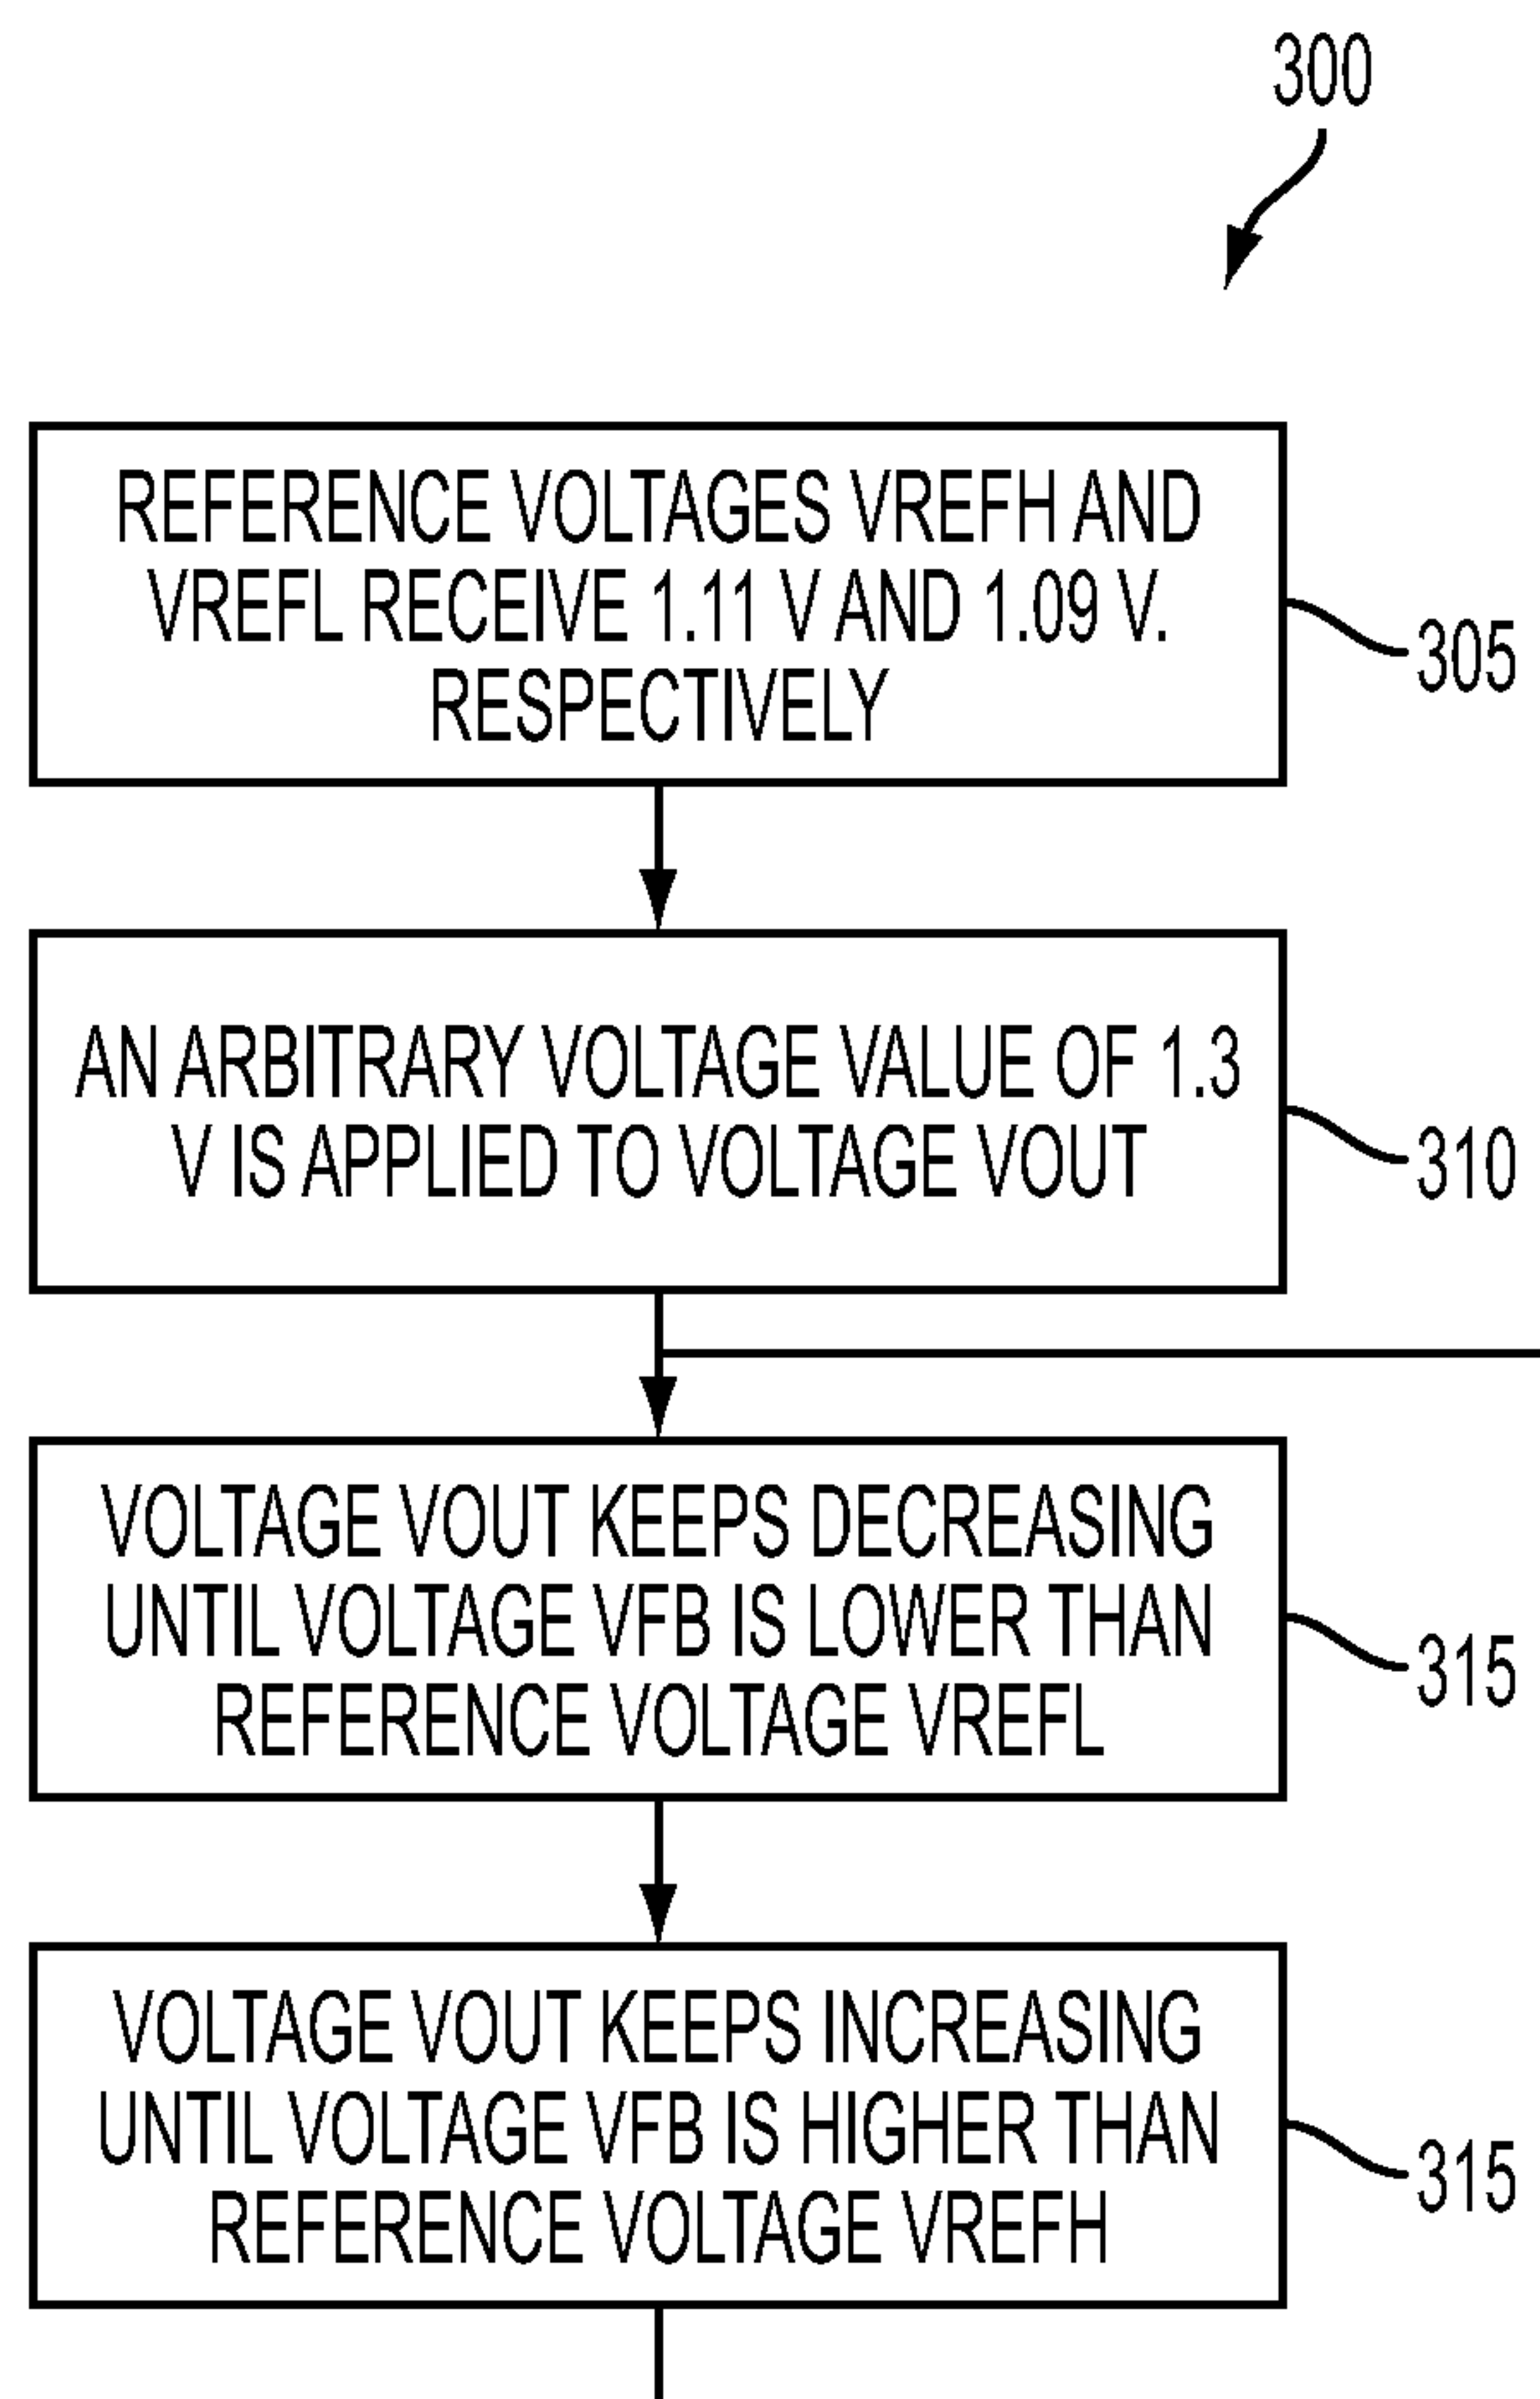 300
REFERENCE VOLTAGES VREFH AND
VREFL RECEIVE 1.11 V AND 1.09 V.
RESPECTIVELY
305
AN ARBITRARY VOLTAGE VALUE OF 1.3
V IS APPLIED TO VOLTAGE VOUT
310
VOLTAGE VOUT KEEPS DECREASING
UNTIL VOLTAGE VFB IS LOWER THAN
REFERENCE VOLTAGE VREFL
315
VOLTAGE VOUT KEEPS INCREASING
UNTIL VOLTAGE VFB IS HIGHER THAN
REFERENCE VOLTAGE VREFH
315